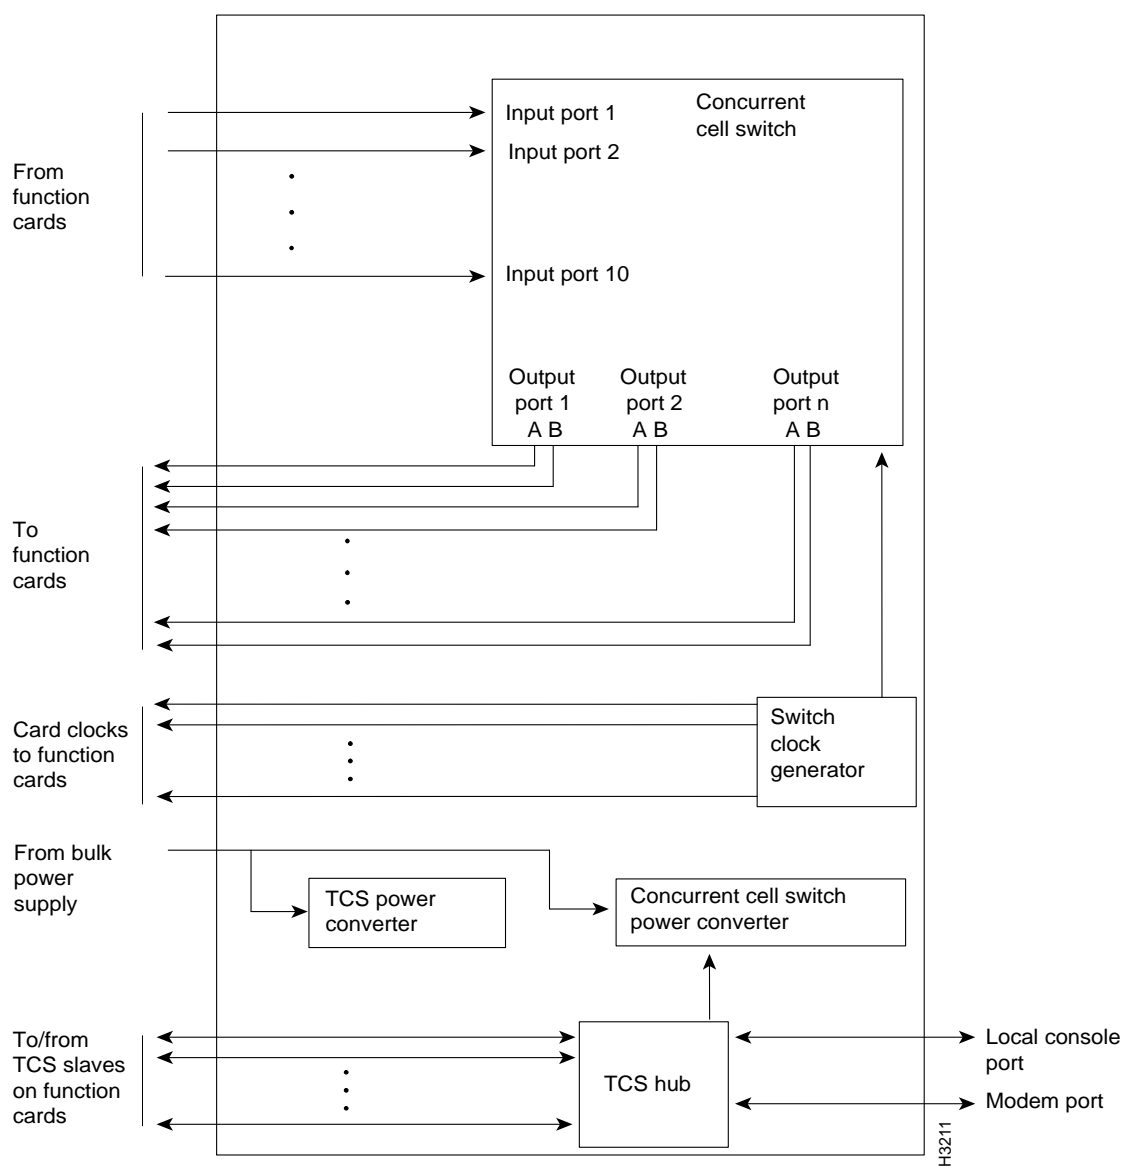 Concurrent
cell switch
Input port 1
Input port 2
Input port 10
From
function
cards
Output
port 1
A B
Output
port 2
A B
Output
port n
A B
To
function
cards
Card clocks
to function
cards
Switch
clock
generator
From bulk
power
supply
TCS power
converter
Concurrent cell switch
power converter
To/from
TCS slaves
on function
cards
TCS hub
Local console
port
Modem port
H3211